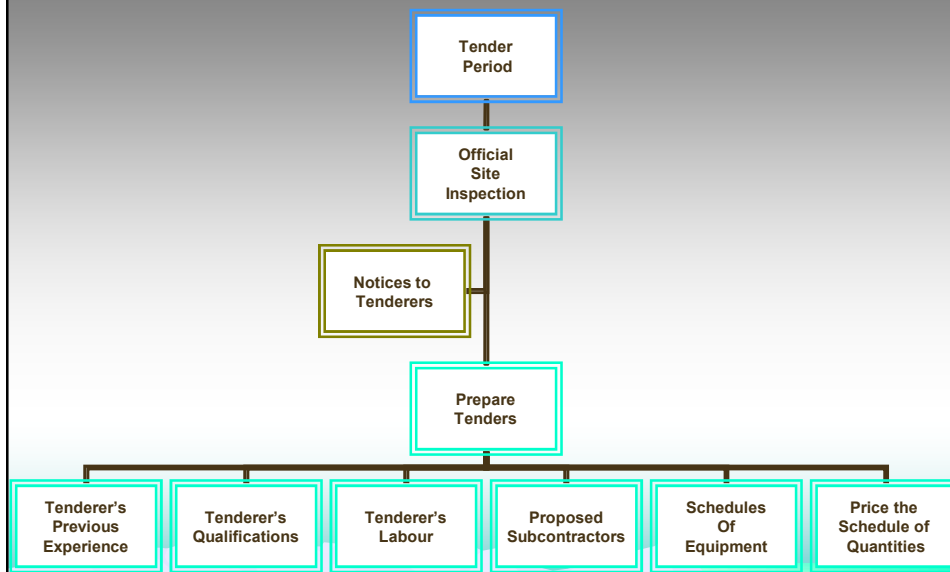 Tender
Period
Official
Site
Inspection
Notices to
Tenderers
Prepare
Tenders
Tenderer’s
Previous
Experience
Tenderer’s
Qualifications
Tenderer’s
Labour
Proposed
Subcontractors
Schedules
Of
Equipment
Price the
Schedule of
Quantities